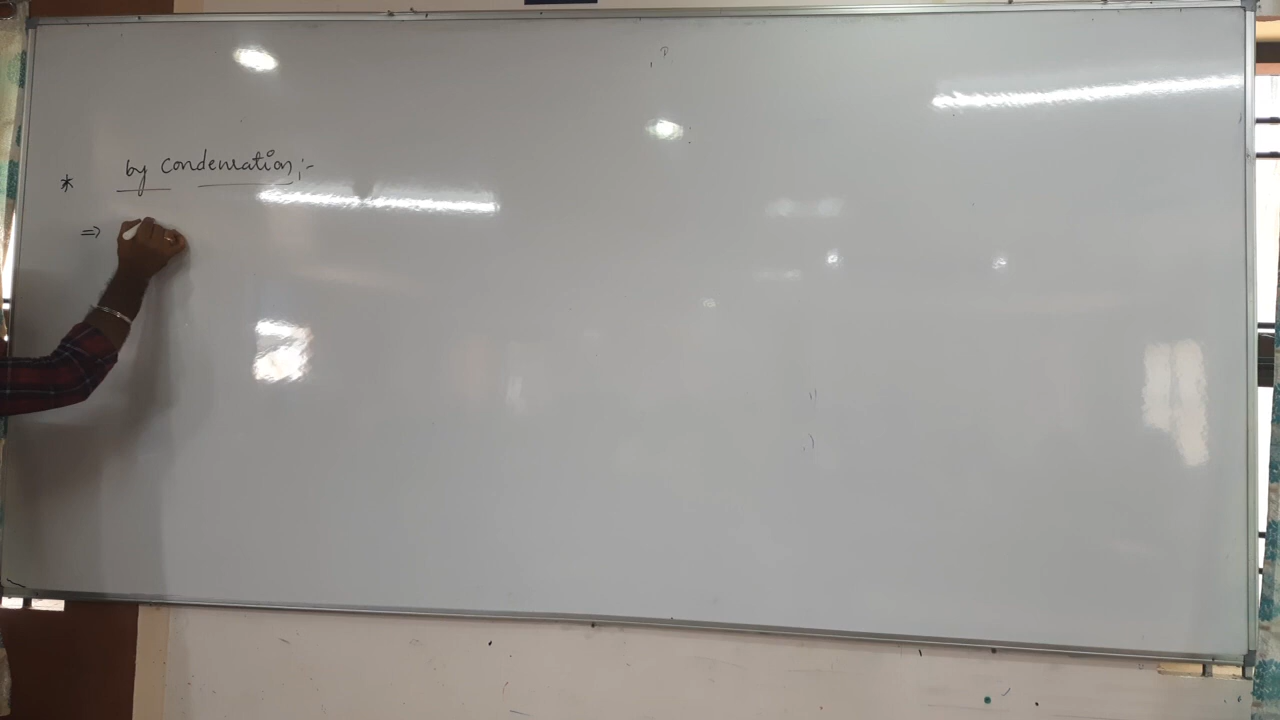 * by Condensation :-
⇒